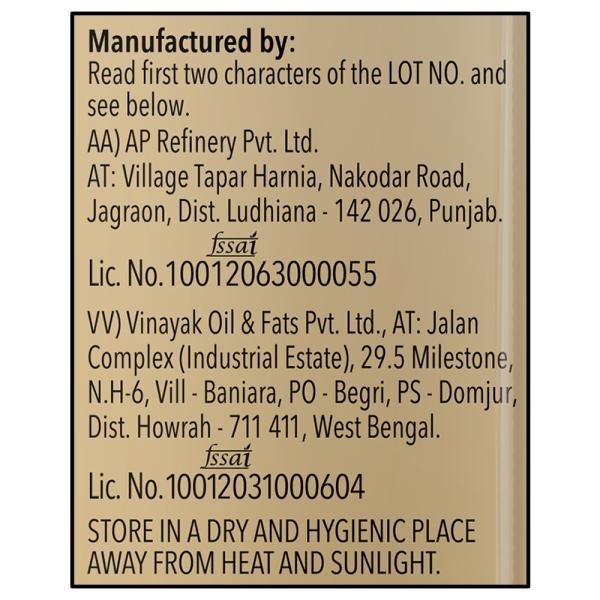 Manufactured by:
Read first two characters of the LOT NO. and
see below.
AA) AP Refinery Pvt. Ltd.
AT: Village Tapar Harnia, Nakodar Road,
Jagraon, Dist. Ludhiana - 142 026, Punjab.
fssai
Lic. No.10012063000055
VV) Vinayak Oil & Fats Pvt. Ltd., AT: Jalan
Complex (Industrial Estate), 29.5 Milestone,
N.H-6, Vill - Baniara, PO - Begri, PS - Domjur,
Dist. Howrah - 711 411, West Bengal.
fssai
Lic. No.10012031000604
STORE IN A DRY AND HYGIENIC PLACE
AWAY FROM HEAT AND SUNLIGHT.